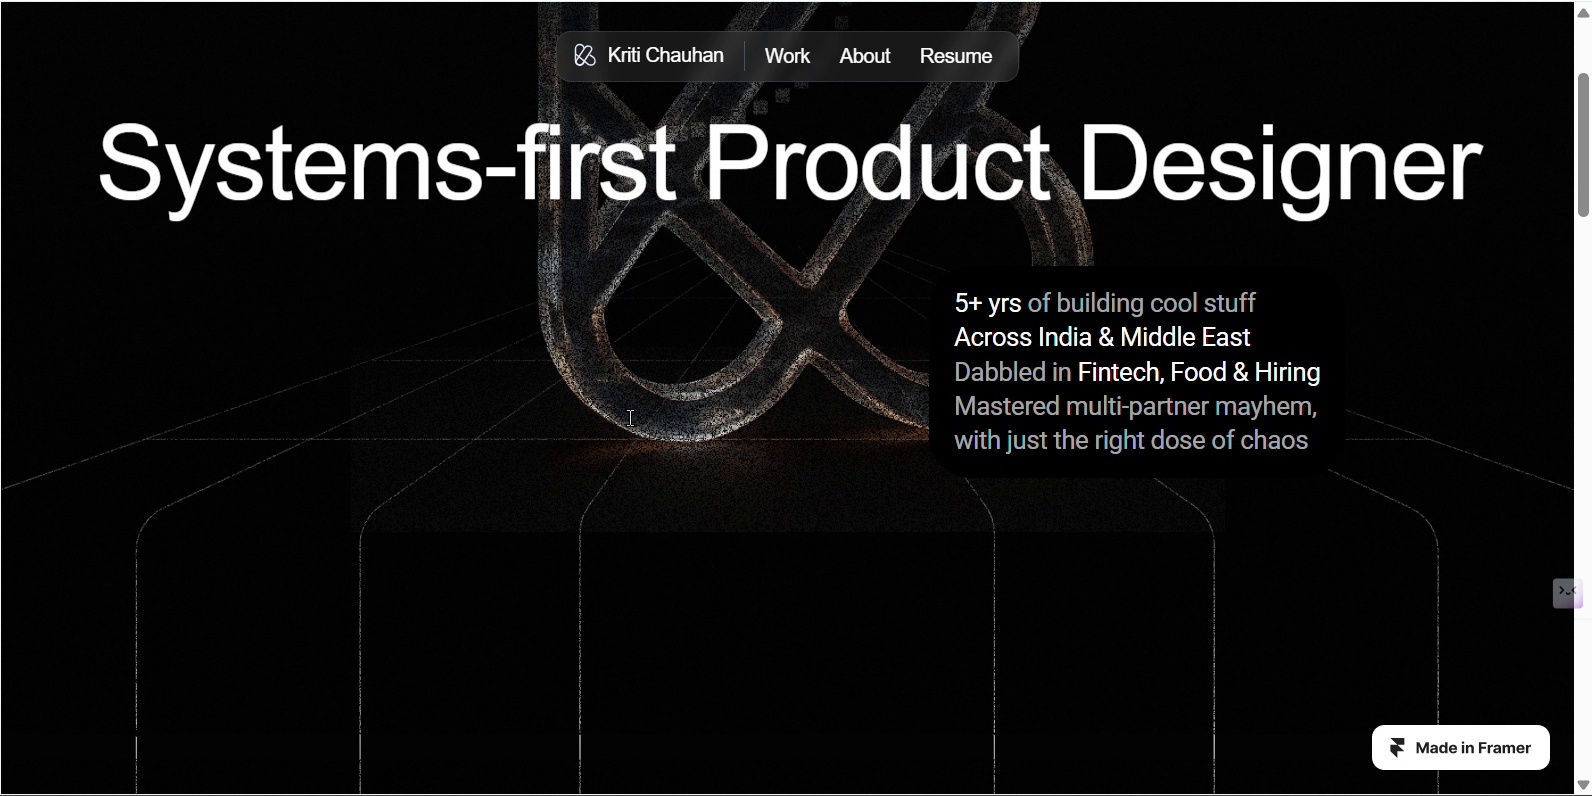 Kriti Chauhan Work About Resume
Systems-first Product Designer
5+ yrs of building cool stuff
Across India & Middle East
Dabbled in Fintech, Food & Hiring
Mastered multi-partner mayhem,
with just the right dose of chaos
Made in Framer